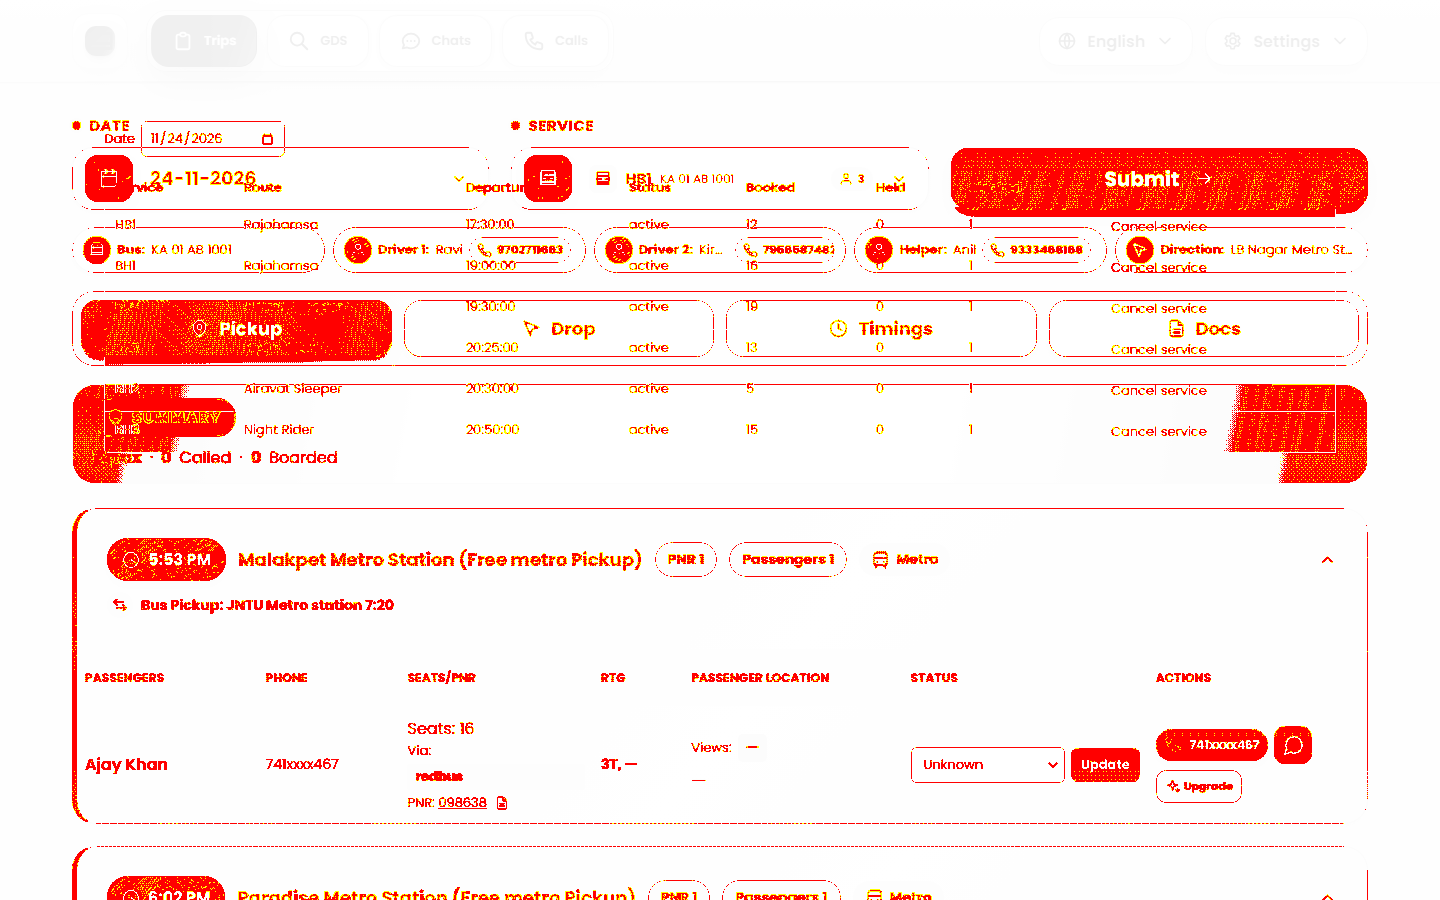 Trips GDS Chats Calls English Settings
DATE SERVICE
Date 11/24/2026
24-11-2026 HS1 KA 01 AB 1001 3 Submit
Route Status Booked Held
HS1 Rajahamsa 17:30:00 active 12 0 1 Cancel service
Bus: KA 01 AB 1001 Driver 1: Ravi 9702711663 Driver 2: Kir... Helper: Anil 9333466168 Direction: LB Nagar Metro St...
BH1 Rajahamsa 19:00:00 active 16 0 1 Cancel service
19:30:00 active 19 0 1 Cancel service
Pickup Drop Timings Docs
20:25:00 active 13 0 1 Cancel service
Airavat Sleeper 20:30:00 active 5 0 1 Cancel service
SUMMARY
Night Rider 20:50:00 active 15 0 1 Cancel service
· 0 Called · 0 Boarded
5:53 PM Malakpet Metro Station (Free metro Pickup) PNR 1 Passengers 1 Metro
Bus Pickup: JNTU Metro station 7:20
PASSENGERS PHONE SEATS/PNR RTG PASSENGER LOCATION STATUS ACTIONS
Seats: 16
Via:
redbus
PNR: 098638
Ajay Khan 741xxxx467 3T, — Views: — — Unknown Update 741xxxx467
Upgrade
6:02 PM Paradise Metro Station (Free metro Pickup) PNR 1 Passengers 1 Metro